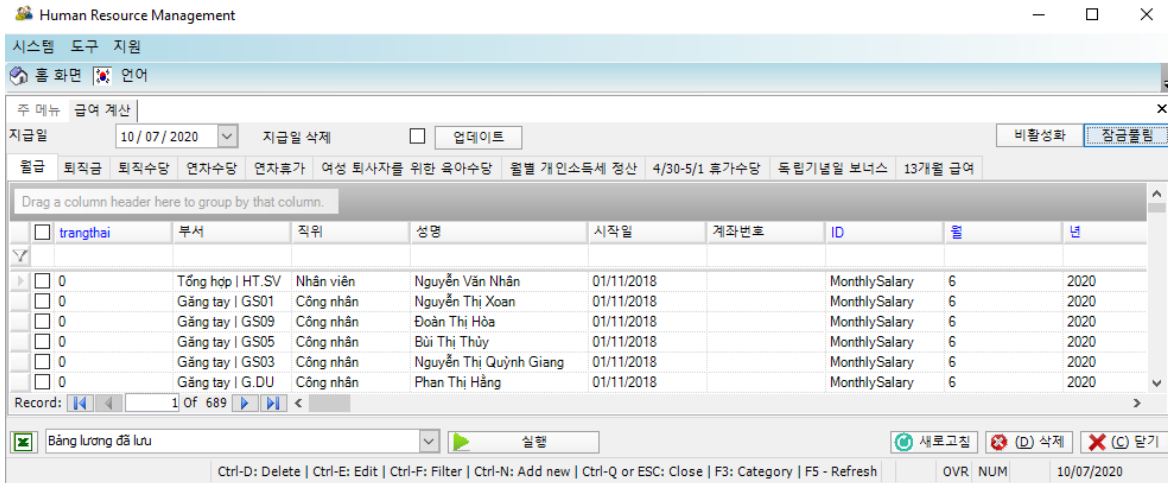 Human Resource Management
시스템 도구 지원
홈 화면 언어
주 메뉴 급여 계산
지급일 10/07/2020 지급일 삭제 업데이트 비활성화 잠금풀림
월급 퇴직금 퇴직수당 연차수당 연차휴가 여성 퇴사자를 위한 육아수당 월별 개인소득세 정산 4/30-5/1 휴가수당 독립기념일 보너스 13개월 급여
Drag a column header here to group by that column.
trangthai 부서 직위 성명 시작일 계좌번호 ID 월 년
0 Tổng hợp | HT.SV Nhân viên Nguyễn Văn Nhân 01/11/2018 MonthlySalary 6 2020
0 Găng tay | GS01 Công nhân Nguyễn Thị Xoan 01/11/2018 MonthlySalary 6 2020
0 Găng tay | GS09 Công nhân Đoàn Thị Hòa 01/11/2018 MonthlySalary 6 2020
0 Găng tay | GS05 Công nhân Bùi Thị Thủy 01/11/2018 MonthlySalary 6 2020
0 Găng tay | GS03 Công nhân Nguyễn Thị Quỳnh Giang 01/11/2018 MonthlySalary 6 2020
0 Găng tay | G.DU Công nhân Phan Thị Hằng 01/11/2018 MonthlySalary 6 2020
Record: 1 Of 689
Bảng lương đã lưu 실행 새로고침 (D) 삭제 (C) 닫기
Ctrl-D: Delete | Ctrl-E: Edit | Ctrl-F: Filter | Ctrl-N: Add new | Ctrl-Q or ESC: Close | F3: Category | F5 - Refresh OVR NUM 10/07/2020